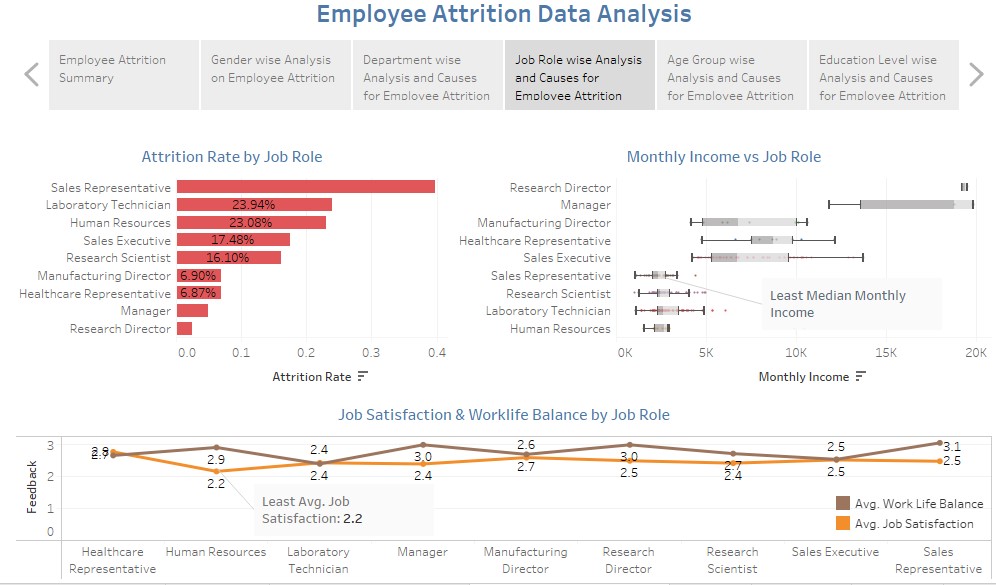 Employee Attrition Data Analysis
Employee Attrition
Summary
Gender wise Analysis
on Employee Attrition
Department wise
Analysis and Causes
for Employee Attrition
Job Role wise Analysis
and Causes for
Employee Attrition
Age Group wise
Analysis and Causes
for Employee Attrition
Education Level wise
Analysis and Causes
for Employee Attrition
Attrition Rate by Job Role
Sales Representative
Laboratory Technician 23.94%
Human Resources 23.08%
Sales Executive 17.48%
Research Scientist 16.10%
Manufacturing Director 6.90%
Healthcare Representative 6.87%
Manager
Research Director
0.0 0.1 0.2 0.3 0.4
Attrition Rate
Monthly Income vs Job Role
Research Director
Manager
Manufacturing Director
Healthcare Representative
Sales Executive
Sales Representative
Research Scientist
Laboratory Technician
Human Resources
Least Median Monthly
Income
0K 5K 10K 15K 20K
Monthly Income
Job Satisfaction & Worklife Balance by Job Role
Feedback
3
2
1
0
2.8
2.7
2.9
2.2
2.4
2.4
3.0
2.4
2.6
2.7
3.0
2.5
2.7
2.4
2.5
2.5
3.1
2.5
Least Avg. Job
Satisfaction: 2.2
Avg. Work Life Balance
Avg. Job Satisfaction
Healthcare
Representative
Human Resources
Laboratory
Technician
Manager
Manufacturing
Director
Research
Director
Research
Scientist
Sales Executive
Sales
Representative